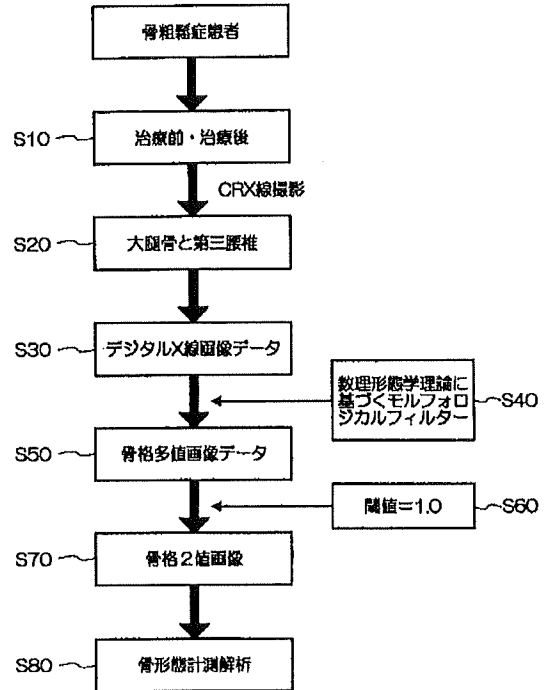 骨粗鬆症患者
S10 治療前・治療後
CRX線撮影
S20 大腿骨と第三腰椎
S30 デジタルX線画像データ
数理形態学理論に
基づくモルフォロ
ジカルフィルター
S40
S50 骨格多値画像データ
閾値=1.0 S60
S70 骨格2値画像
S80 骨形態計測解析